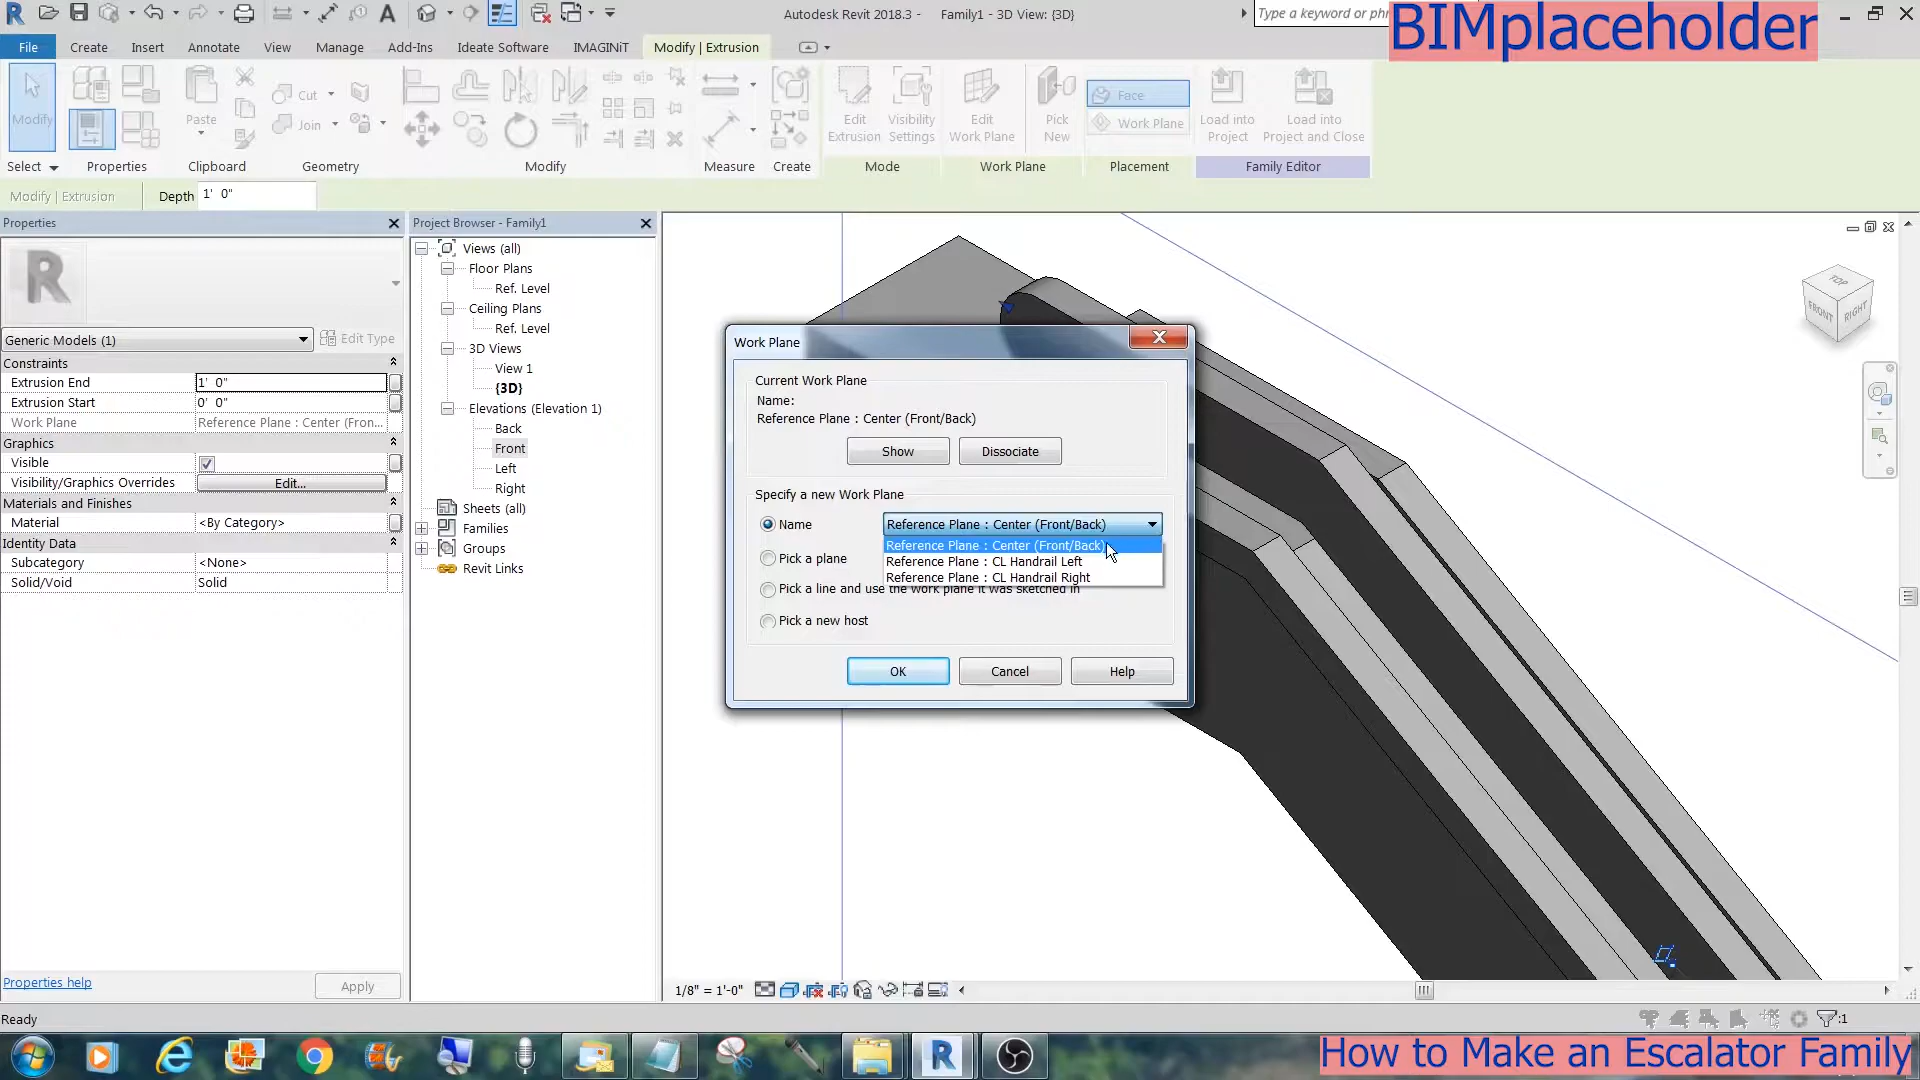 Autodesk Revit 2018.3 - Family1 - 3D View: {3D}
Type a keyword or phr
BIMplaceholder
File Create Insert Annotate View Manage Add-Ins Ideate Software IMAGINiT Modify | Extrusion
Modify
Paste
Cut
Join
Edit Extrusion
Visibility Settings
Edit Work Plane
Pick New
Face
Work Plane
Load into Project
Load into Project and Close
Select Properties Clipboard Geometry Modify Measure Create Mode Work Plane Placement Family Editor
Modify | Extrusion Depth 1' 0"
Properties
R
Generic Models (1) Edit Type
Constraints
Extrusion End 1' 0"
Extrusion Start 0' 0"
Work Plane Reference Plane : Center (Fron...
Graphics
Visible
Visibility/Graphics Overrides Edit...
Materials and Finishes
Material <By Category>
Identity Data
Subcategory <None>
Solid/Void Solid
Properties help Apply
Project Browser - Family1
Views (all)
Floor Plans
Ref. Level
Ceiling Plans
Ref. Level
3D Views
View 1
{3D}
Elevations (Elevation 1)
Back
Front
Left
Right
Sheets (all)
Families
Groups
Revit Links
TOP
FRONT
RIGHT
Work Plane
Current Work Plane
Name:
Reference Plane : Center (Front/Back)
Show Dissociate
Specify a new Work Plane
Name Reference Plane : Center (Front/Back)
Reference Plane : Center (Front/Back)
Reference Plane : CL Handrail Left
Reference Plane : CL Handrail Right
Pick a plane
Pick a line and use the work plane it was sketched in
Pick a new host
OK Cancel Help
1/8" = 1'-0"
Ready
:1
How to Make an Escalator Family